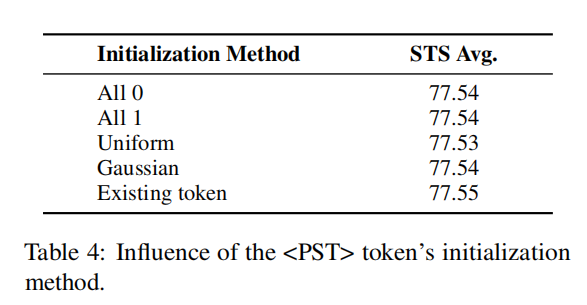 Initialization Method STS Avg.
All 0 77.54
All 1 77.54
Uniform 77.53
Gaussian 77.54
Existing token 77.55
Table 4: Influence of the <PST> token's initialization
method.